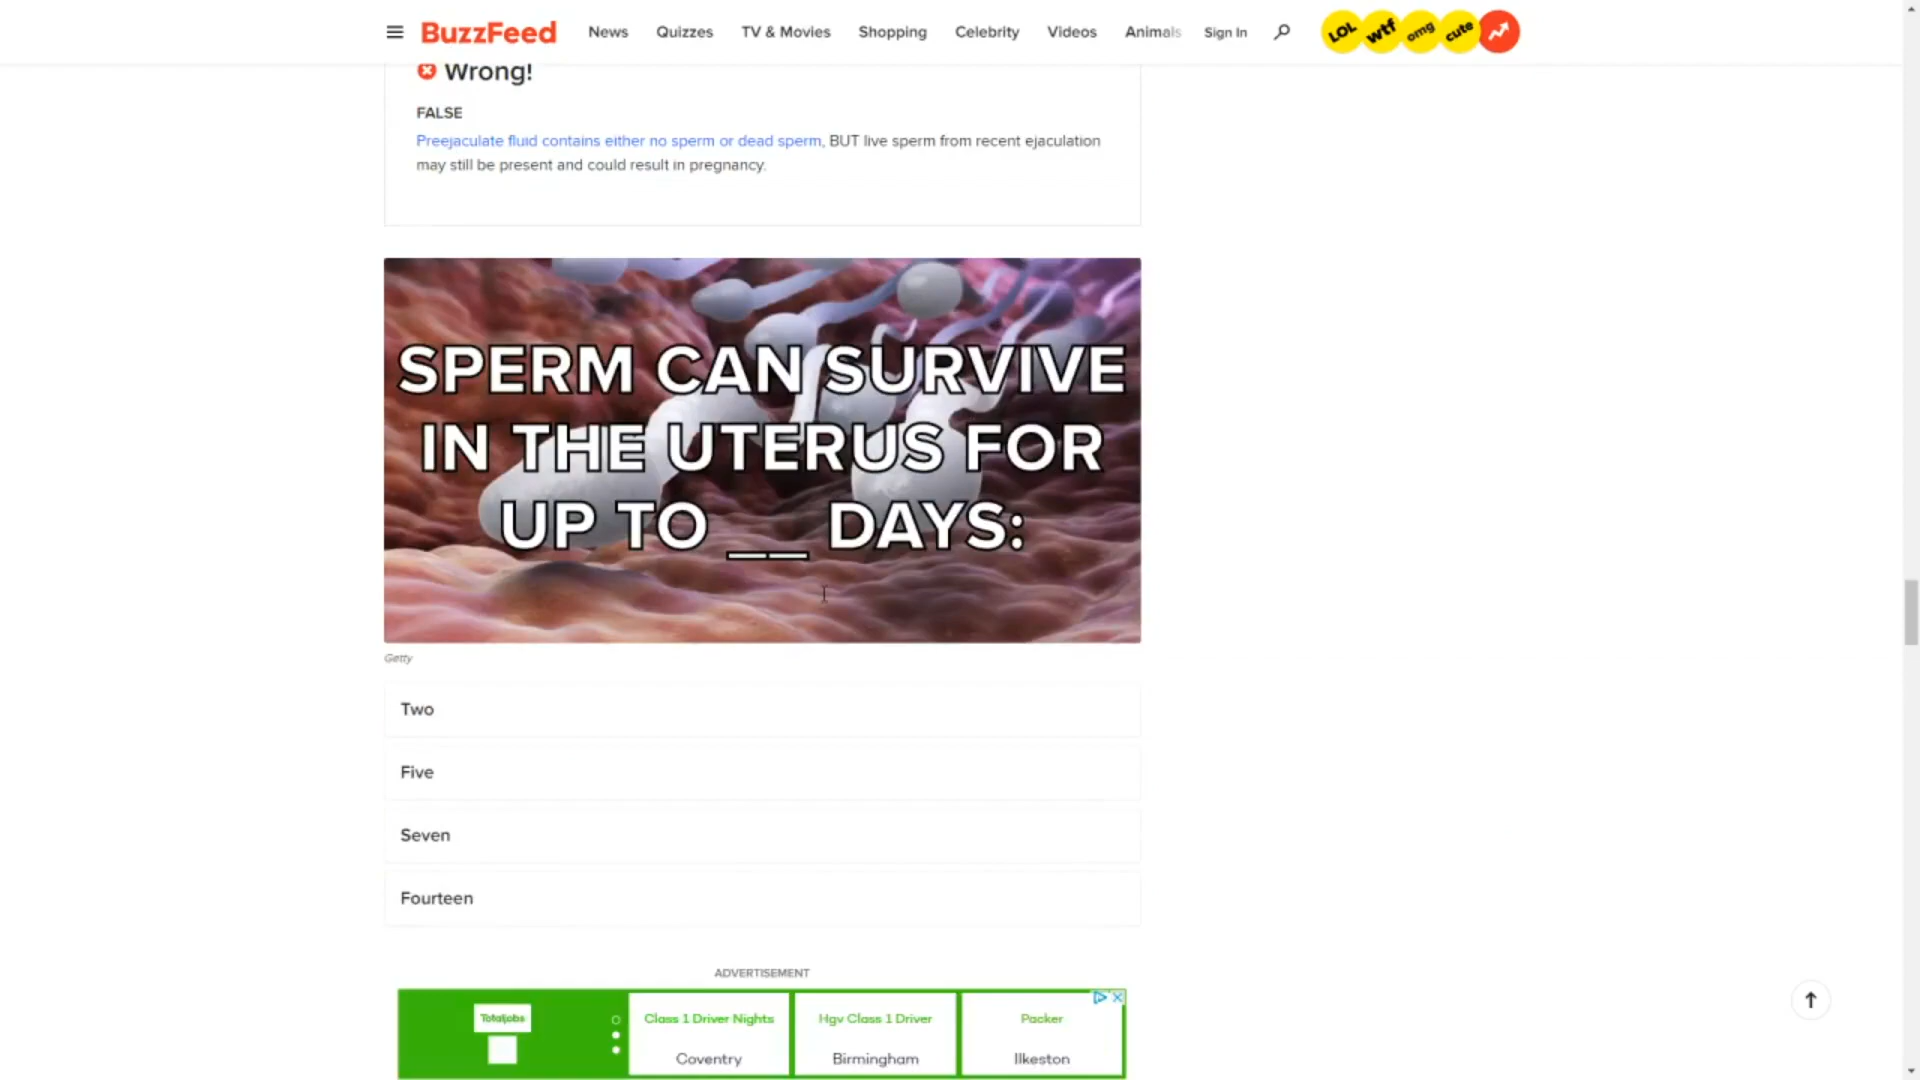 BuzzFeed News Quizzes TV & Movies Shopping Celebrity Videos Animals Sign In LOL wtf omg cute
Wrong!
FALSE
Preejaculate fluid contains either no sperm or dead sperm, BUT live sperm from recent ejaculation
may still be present and could result in pregnancy.
SPERM CAN SURVIVE
IN THE UTERUS FOR
UP TO __ DAYS:
Getty
Two
Five
Seven
Fourteen
ADVERTISEMENT
Totaljobs
Class 1 Driver Nights
Coventry
Hgv Class 1 Driver
Birmingham
Packer
Ilkeston